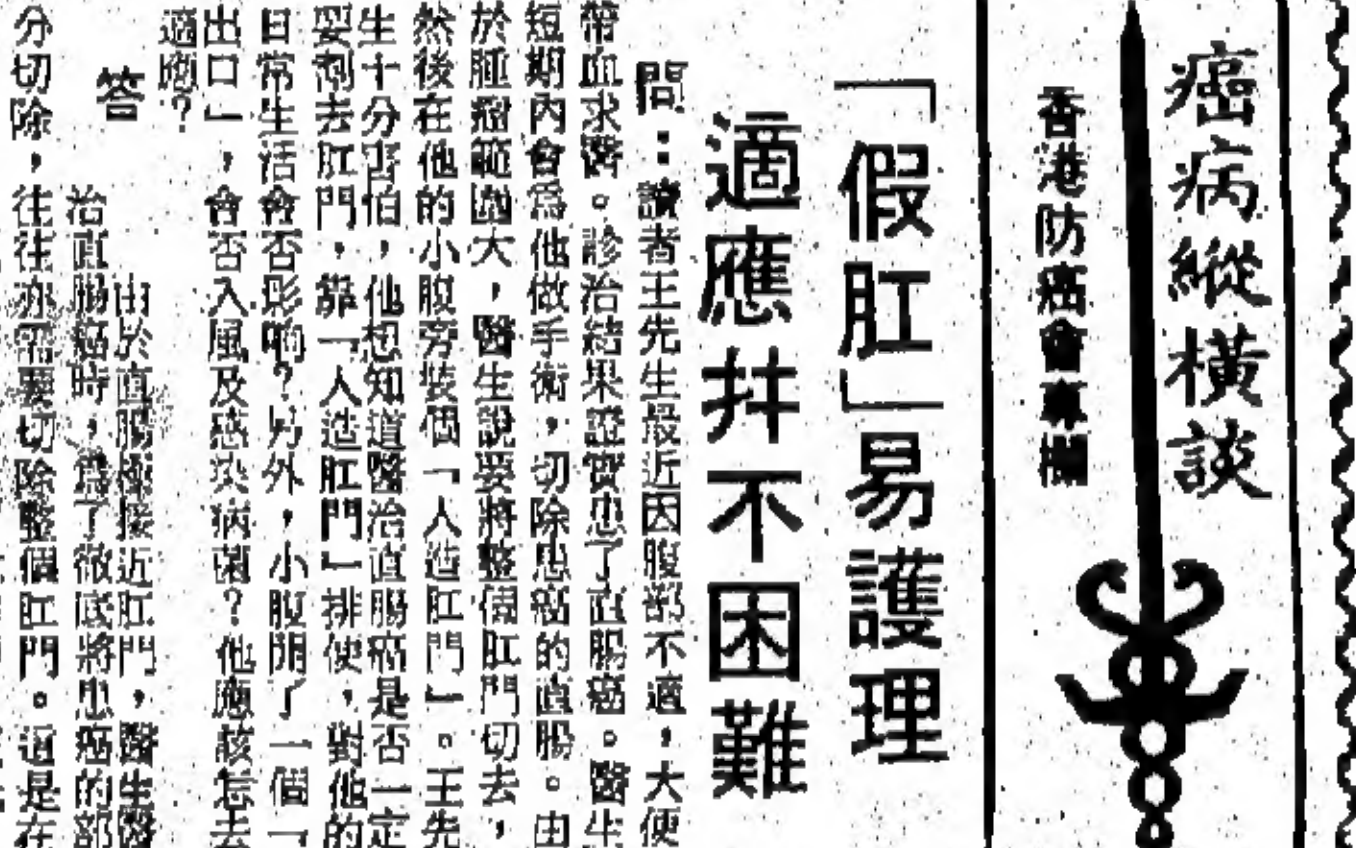 癌病縱橫談
香港防癌會專欄
「假肛」易護理
適應并不困難
問：讀者王先生最近因腹部不適，大便
帶血求醫。診治結果證實患了直腸癌。醫生
短期內會爲他做手術，切除患癌的直腸。由
於腫瘤範圍大，醫生說要將整個肛門切去，
然後在他的小腹旁裝個「人造肛門」。王先
生十分害怕，他想知道醫治直腸癌是否一定
要割去肛門，靠「人造肛門」排便，對他的
日常生活會否影响？另外，小腹開了一個「
出口」，會否入風及感染病菌？他應該怎去
適應？
答
由於直腸極接近肛門，醫生醫
治直腸癌時，爲了徹底將患癌的部
分切除，往往亦需要切除整個肛門。這是在